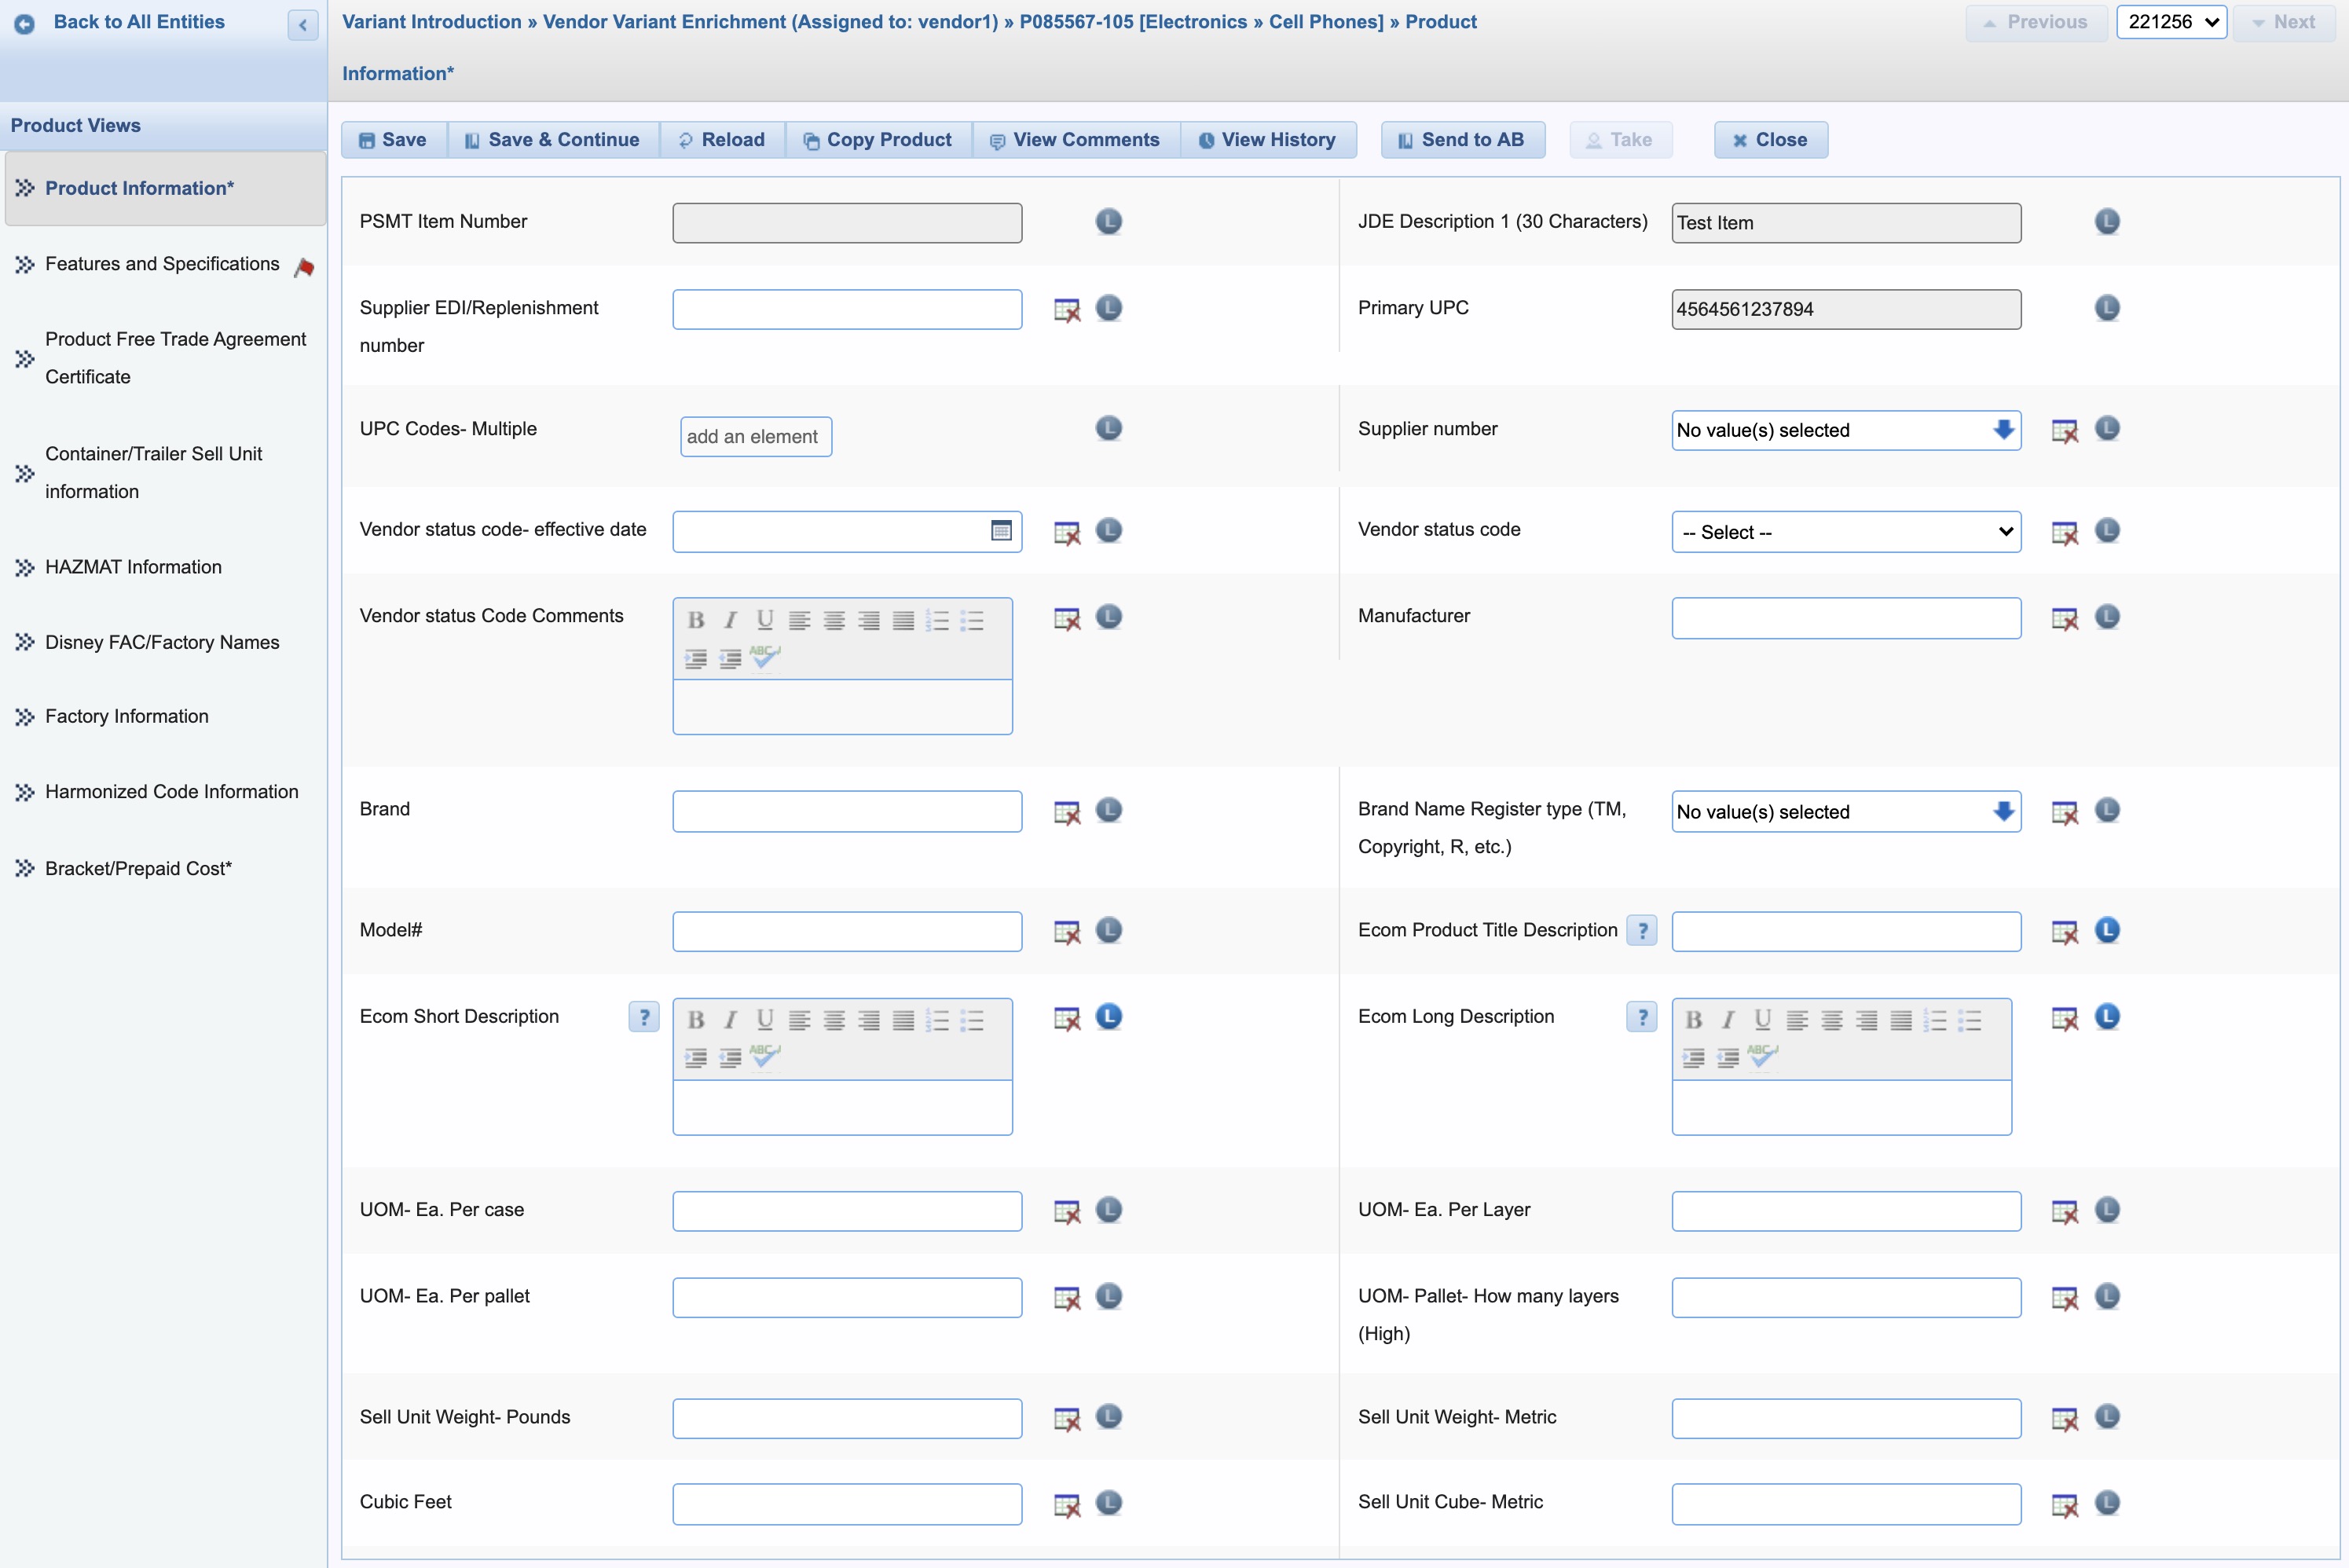 Back to All Entities
Variant Introduction » Vendor Variant Enrichment (Assigned to: vendor1) » P085567-105 [Electronics » Cell Phones] » Product
Information*
Previous
221256
Next
Product Views
Product Information*
Features and Specifications
Product Free Trade Agreement
Certificate
Container/Trailer Sell Unit
information
HAZMAT Information
Disney FAC/Factory Names
Factory Information
Harmonized Code Information
Bracket/Prepaid Cost*
Save
Save & Continue
Reload
Copy Product
View Comments
View History
Send to AB
Take
Close
PSMT Item Number
L
JDE Description 1 (30 Characters)
Test Item
L
Supplier EDI/Replenishment
number
L
Primary UPC
4564561237894
L
UPC Codes- Multiple
add an element
L
Supplier number
No value(s) selected
L
Vendor status code- effective date
L
Vendor status code
-- Select --
L
Vendor status Code Comments
B I U
ABC
L
Manufacturer
L
Brand
L
Brand Name Register type (TM,
Copyright, R, etc.)
No value(s) selected
L
Model#
L
Ecom Product Title Description
?
L
Ecom Short Description
?
B I U
ABC
L
Ecom Long Description
?
B I U
ABC
L
UOM- Ea. Per case
L
UOM- Ea. Per Layer
L
UOM- Ea. Per pallet
L
UOM- Pallet- How many layers
(High)
L
Sell Unit Weight- Pounds
L
Sell Unit Weight- Metric
L
Cubic Feet
L
Sell Unit Cube- Metric
L